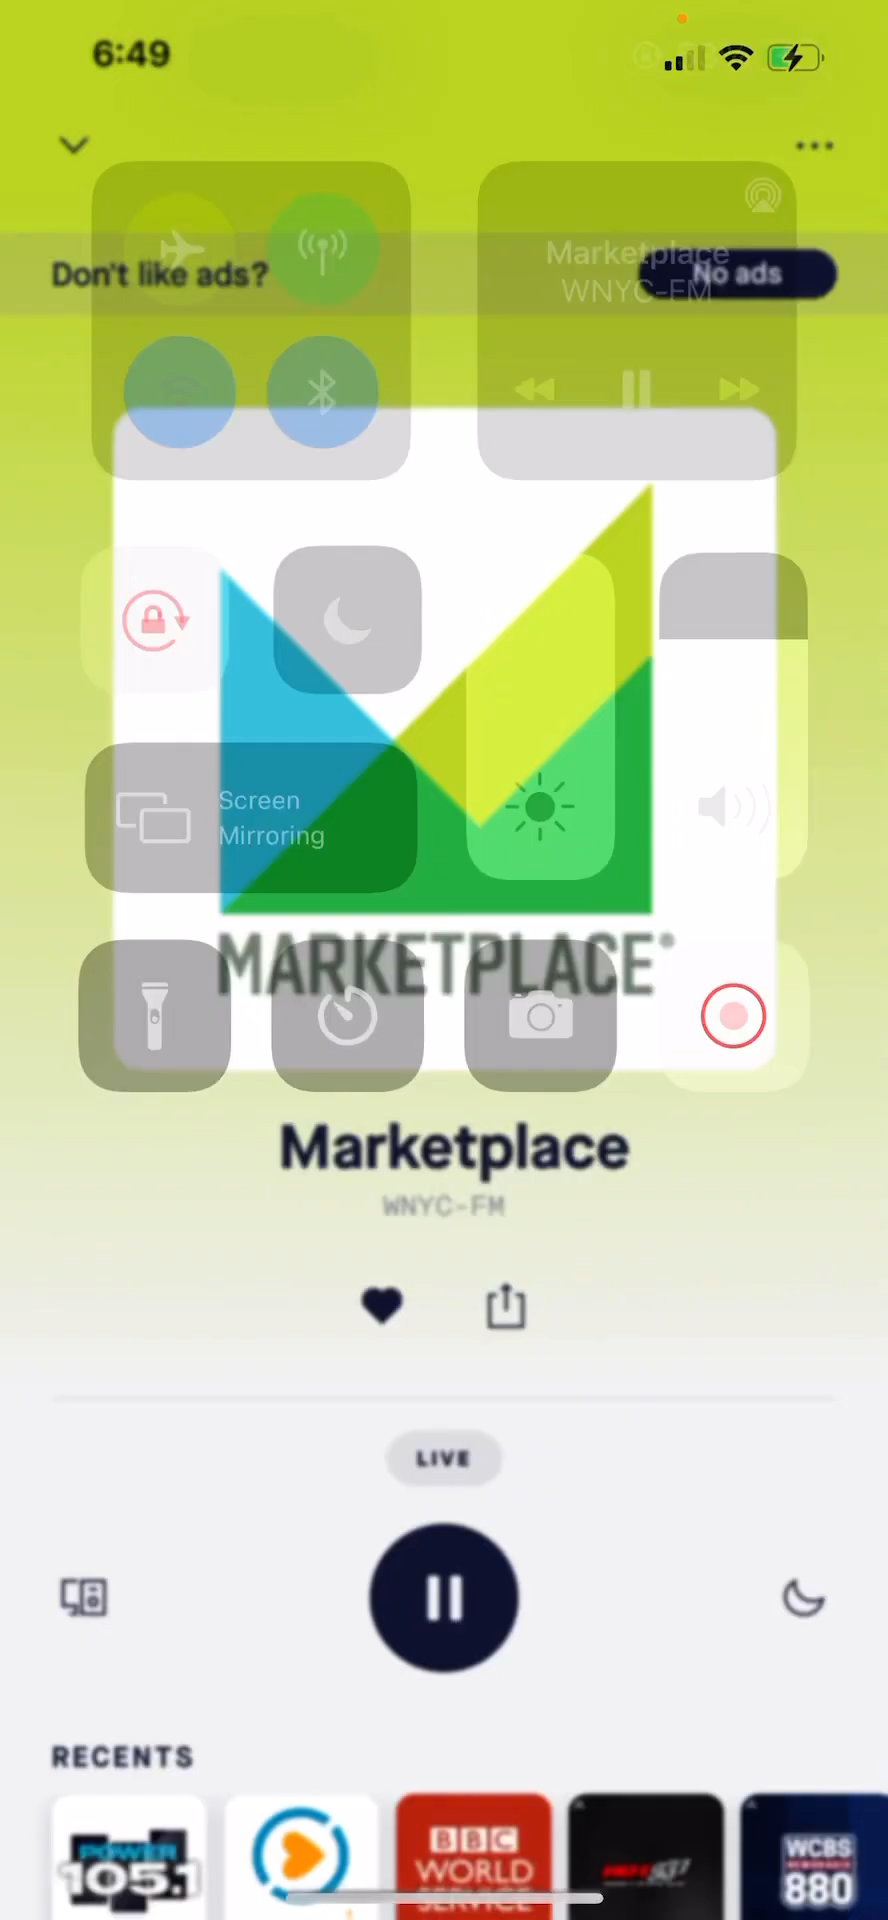 6:49
Don't like ads?
No ads
Marketplace
WNYC-FM
Screen
Mirroring
MARKETPLACE
Marketplace
WNYC-FM
LIVE
RECENTS
POWER
105.1
BBC
WORLD
SERVICE
WCBS
880